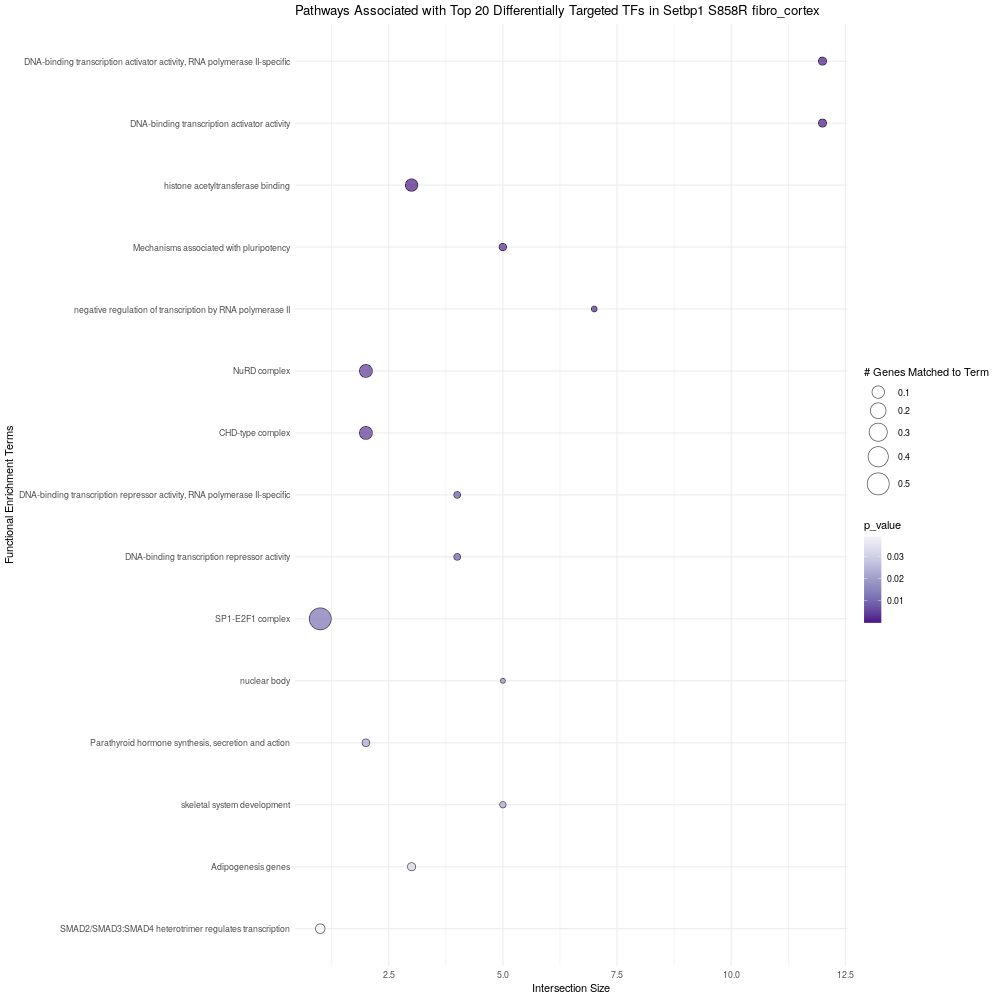 Pathways Associated with Top 20 Differentially Targeted TFs in Setbp1 S858R fibro_cortex
DNA-binding transcription activator activity, RNA polymerase II-specific
DNA-binding transcription activator activity
histone acetyltransferase binding
Mechanisms associated with pluripotency
negative regulation of transcription by RNA polymerase II
NuRD complex
CHD-type complex
DNA-binding transcription repressor activity, RNA polymerase II-specific
DNA-binding transcription repressor activity
SP1-E2F1 complex
nuclear body
Parathyroid hormone synthesis, secretion and action
skeletal system development
Adipogenesis genes
SMAD2/SMAD3:SMAD4 heterotrimer regulates transcription
Functional Enrichment Terms
2.5 5.0 7.5 10.0 12.5
Intersection Size
# Genes Matched to Term
0.1
0.2
0.3
0.4
0.5
p_value
0.03
0.02
0.01